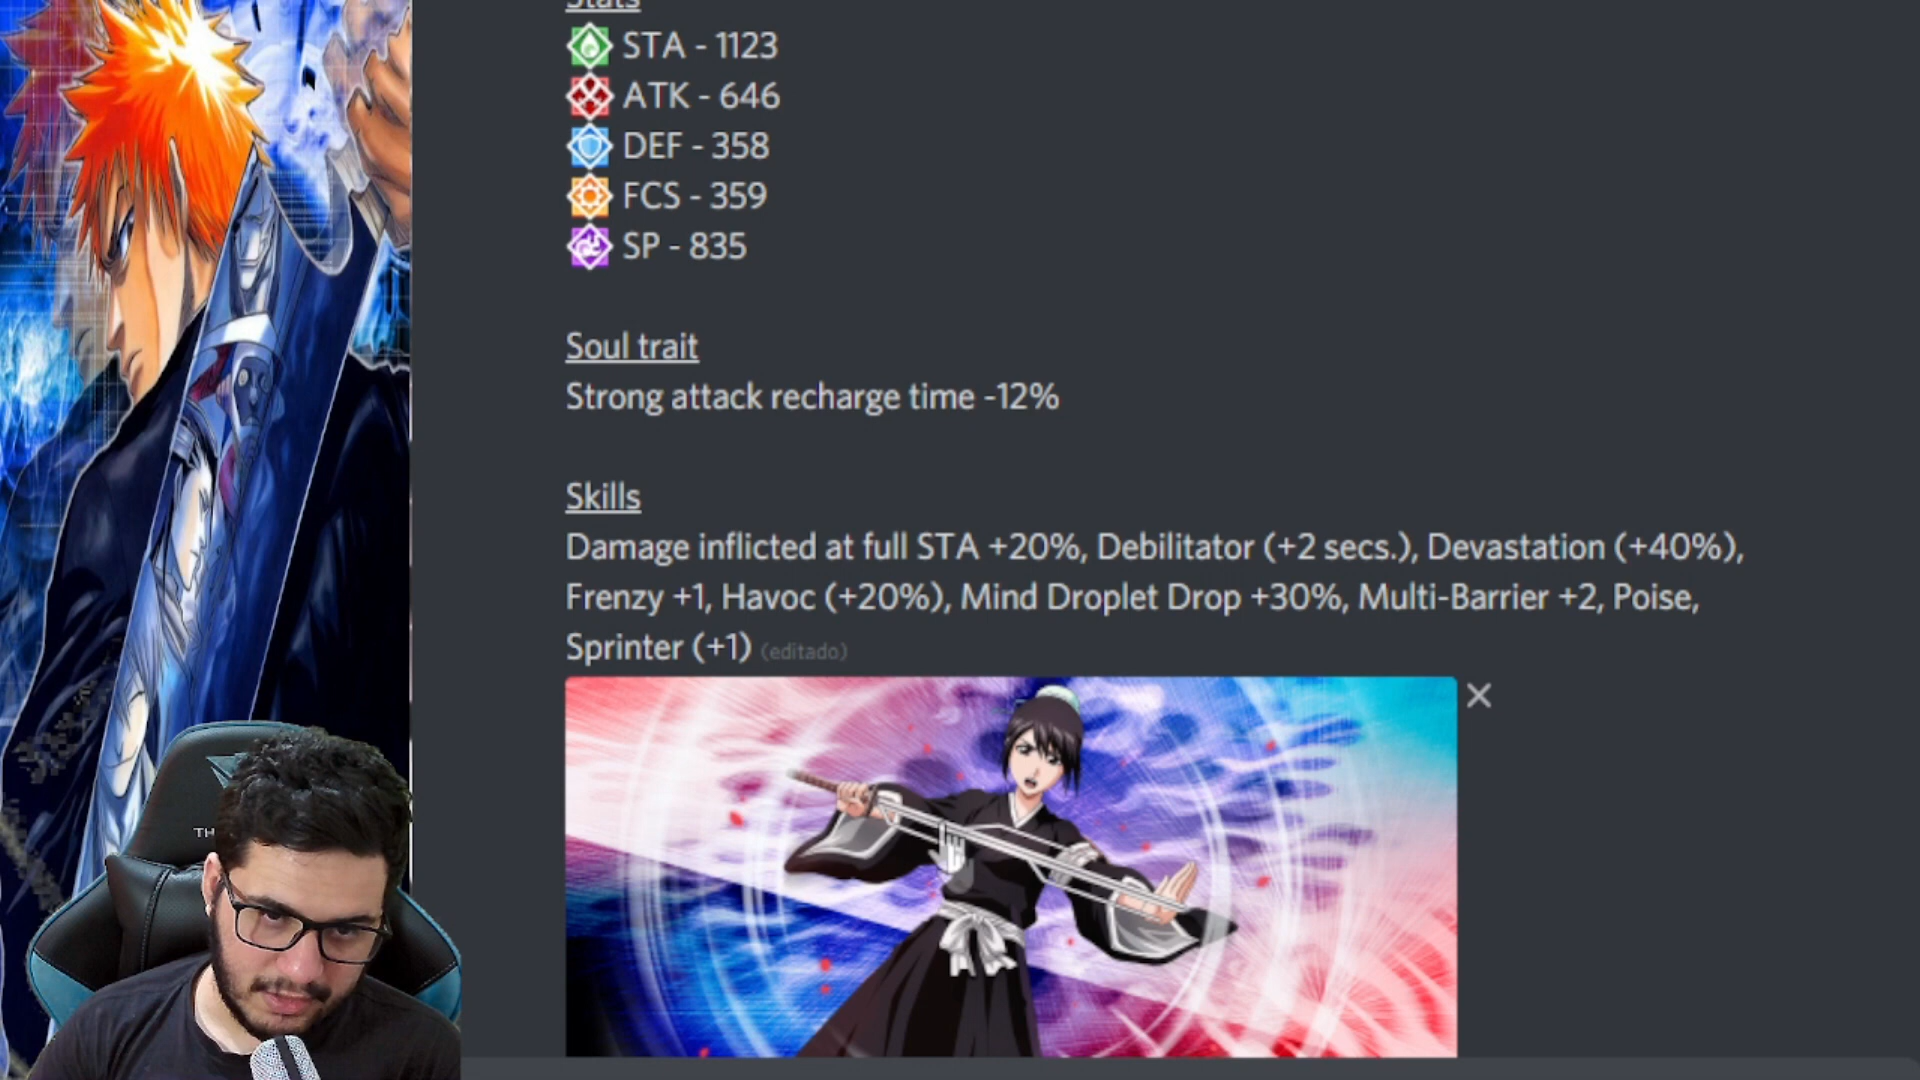 Stats
STA - 1123
ATK - 646
DEF - 358
FCS - 359
SP - 835
Soul trait
Strong attack recharge time -12%
Skills
Damage inflicted at full STA +20%, Debilitator (+2 secs.), Devastation (+40%),
Frenzy +1, Havoc (+20%), Mind Droplet Drop +30%, Multi-Barrier +2, Poise,
Sprinter (+1) (editado)
TH